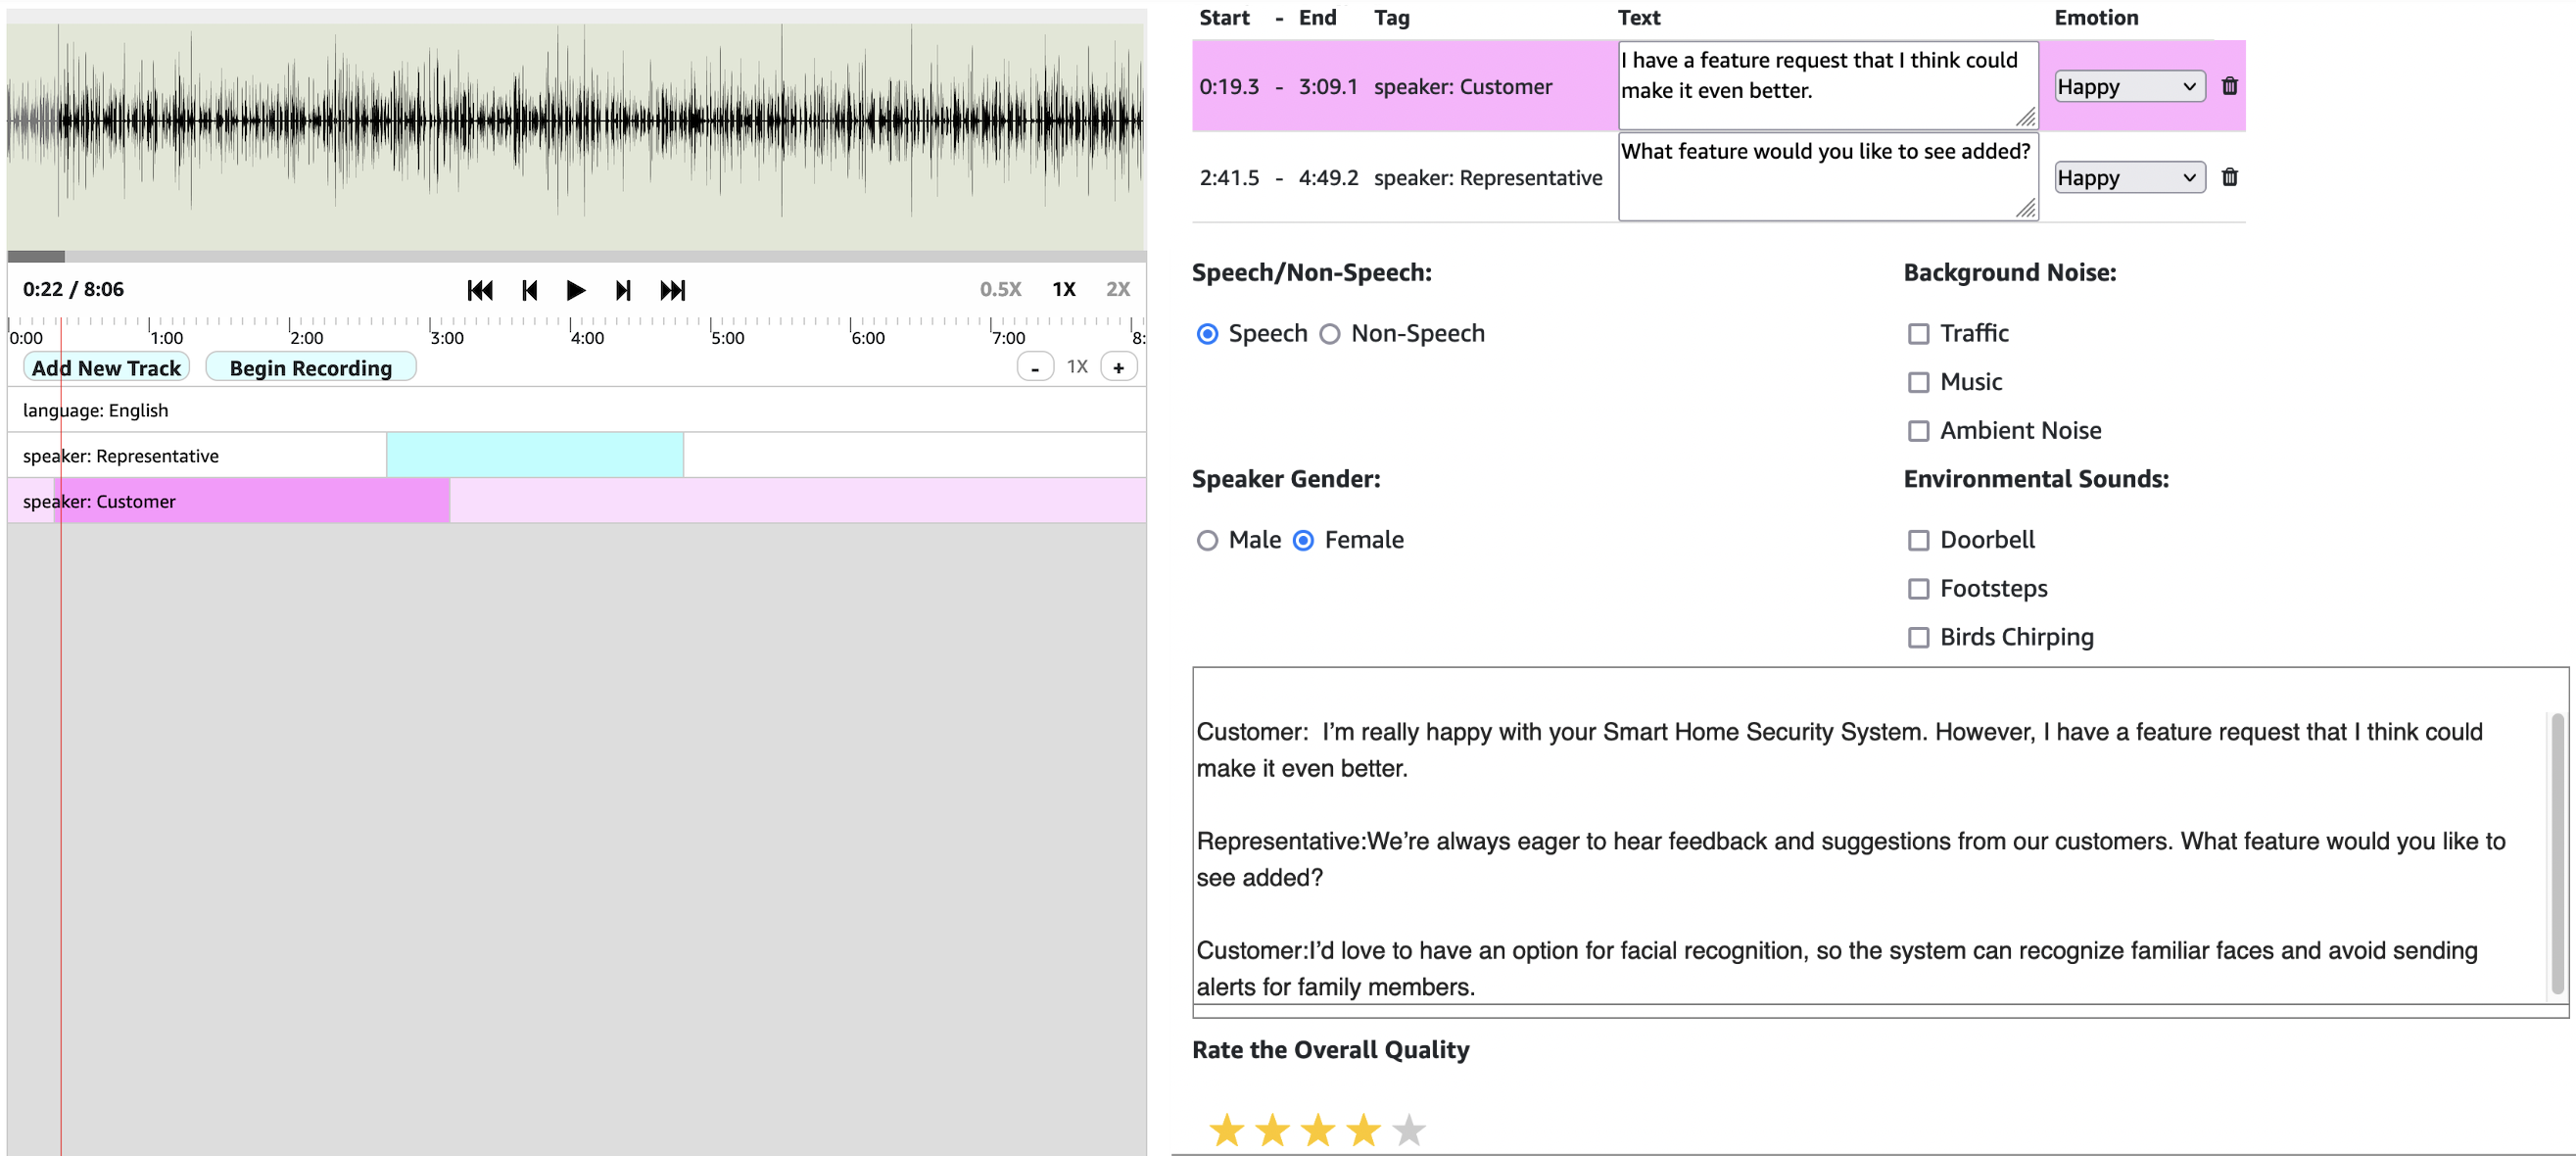 Start - End Tag Text Emotion
0:19.3 - 3:09.1 speaker: Customer
I have a feature request that I think could
make it even better.
Happy
2:41.5 - 4:49.2 speaker: Representative
What feature would you like to see added?
Happy
0:22 / 8:06
0.5X 1X 2X
0:00 1:00 2:00 3:00 4:00 5:00 6:00 7:00 8:
Add New Track Begin Recording - 1X +
language: English
speaker: Representative
speaker: Customer
Speech/Non-Speech:
Speech Non-Speech
Background Noise:
Traffic
Music
Ambient Noise
Speaker Gender:
Male Female
Environmental Sounds:
Doorbell
Footsteps
Birds Chirping
Customer:  I’m really happy with your Smart Home Security System. However, I have a feature request that I think could
make it even better.
Representative:We’re always eager to hear feedback and suggestions from our customers. What feature would you like to
see added?
Customer:I’d love to have an option for facial recognition, so the system can recognize familiar faces and avoid sending
alerts for family members.
Rate the Overall Quality